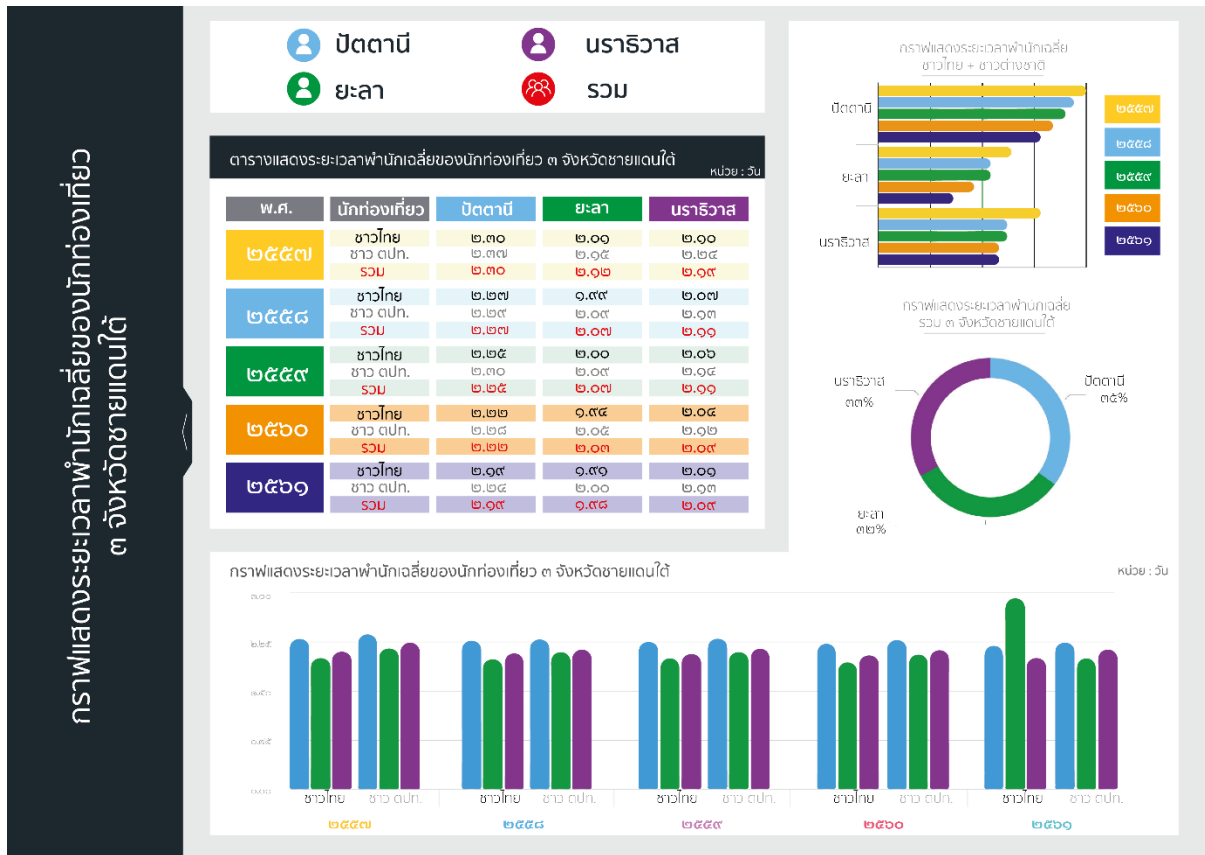 กราฟแสดงระยะเวลาพำนักเฉลี่ยของนักท่องเที่ยว
๓ จังหวัดชายแดนใต้
ปัตตานี
นราธิวาส
ยะลา
รวม
ตารางแสดงระยะเวลาพำนักเฉลี่ยของนักท่องเที่ยว ๓ จังหวัดชายแดนใต้
หน่วย : วัน
พ.ศ. นักท่องเที่ยว ปัตตานี ยะลา นราธิวาส
๒๕๕๗
ชาวไทย ๒.๓๐ ๒.๐๑ ๒.๑๐
ชาว ตปท. ๒.๓๗ ๒.๑๕ ๒.๒๔
รวม ๒.๓๐ ๒.๑๒ ๒.๑๙
๒๕๕๘
ชาวไทย ๒.๒๗ ๑.๙๙ ๒.๐๗
ชาว ตปท. ๒.๒๙ ๒.๐๙ ๒.๑๓
รวม ๒.๒๗ ๒.๐๗ ๒.๑๑
๒๕๕๙
ชาวไทย ๒.๒๕ ๒.๐๐ ๒.๐๖
ชาว ตปท. ๒.๓๐ ๒.๐๙ ๒.๑๔
รวม ๒.๒๕ ๒.๐๗ ๒.๑๑
๒๕๖๐
ชาวไทย ๒.๒๒ ๑.๙๔ ๒.๐๔
ชาว ตปท. ๒.๒๘ ๒.๐๕ ๒.๑๒
รวม ๒.๒๒ ๒.๐๓ ๒.๐๙
๒๕๖๑
ชาวไทย ๒.๑๙ ๑.๙๑ ๒.๐๑
ชาว ตปท. ๒.๒๔ ๒.๐๐ ๒.๑๓
รวม ๒.๑๙ ๑.๙๘ ๒.๐๙
กราฟแสดงระยะเวลาพำนักเฉลี่ย
ชาวไทย + ชาวต่างชาติ
ปัตตานี
ยะลา
นราธิวาส
๒๕๕๗
๒๕๕๘
๒๕๕๙
๒๕๖๐
๒๕๖๑
กราฟแสดงระยะเวลาพำนักเฉลี่ย
รวม ๓ จังหวัดชายแดนใต้
นราธิวาส
๓๓%
ปัตตานี
๓๕%
ยะลา
๓๒%
กราฟแสดงระยะเวลาพำนักเฉลี่ยของนักท่องเที่ยว ๓ จังหวัดชายแดนใต้
หน่วย : วัน
๓.๐๐
๒.๒๕
๑.๕๐
๐.๗๕
๐.๐๐
ชาวไทย ชาว ตปท. ชาวไทย ชาว ตปท. ชาวไทย ชาว ตปท. ชาวไทย ชาว ตปท. ชาวไทย ชาว ตปท.
๒๕๕๗ ๒๕๕๘ ๒๕๕๙ ๒๕๖๐ ๒๕๖๑